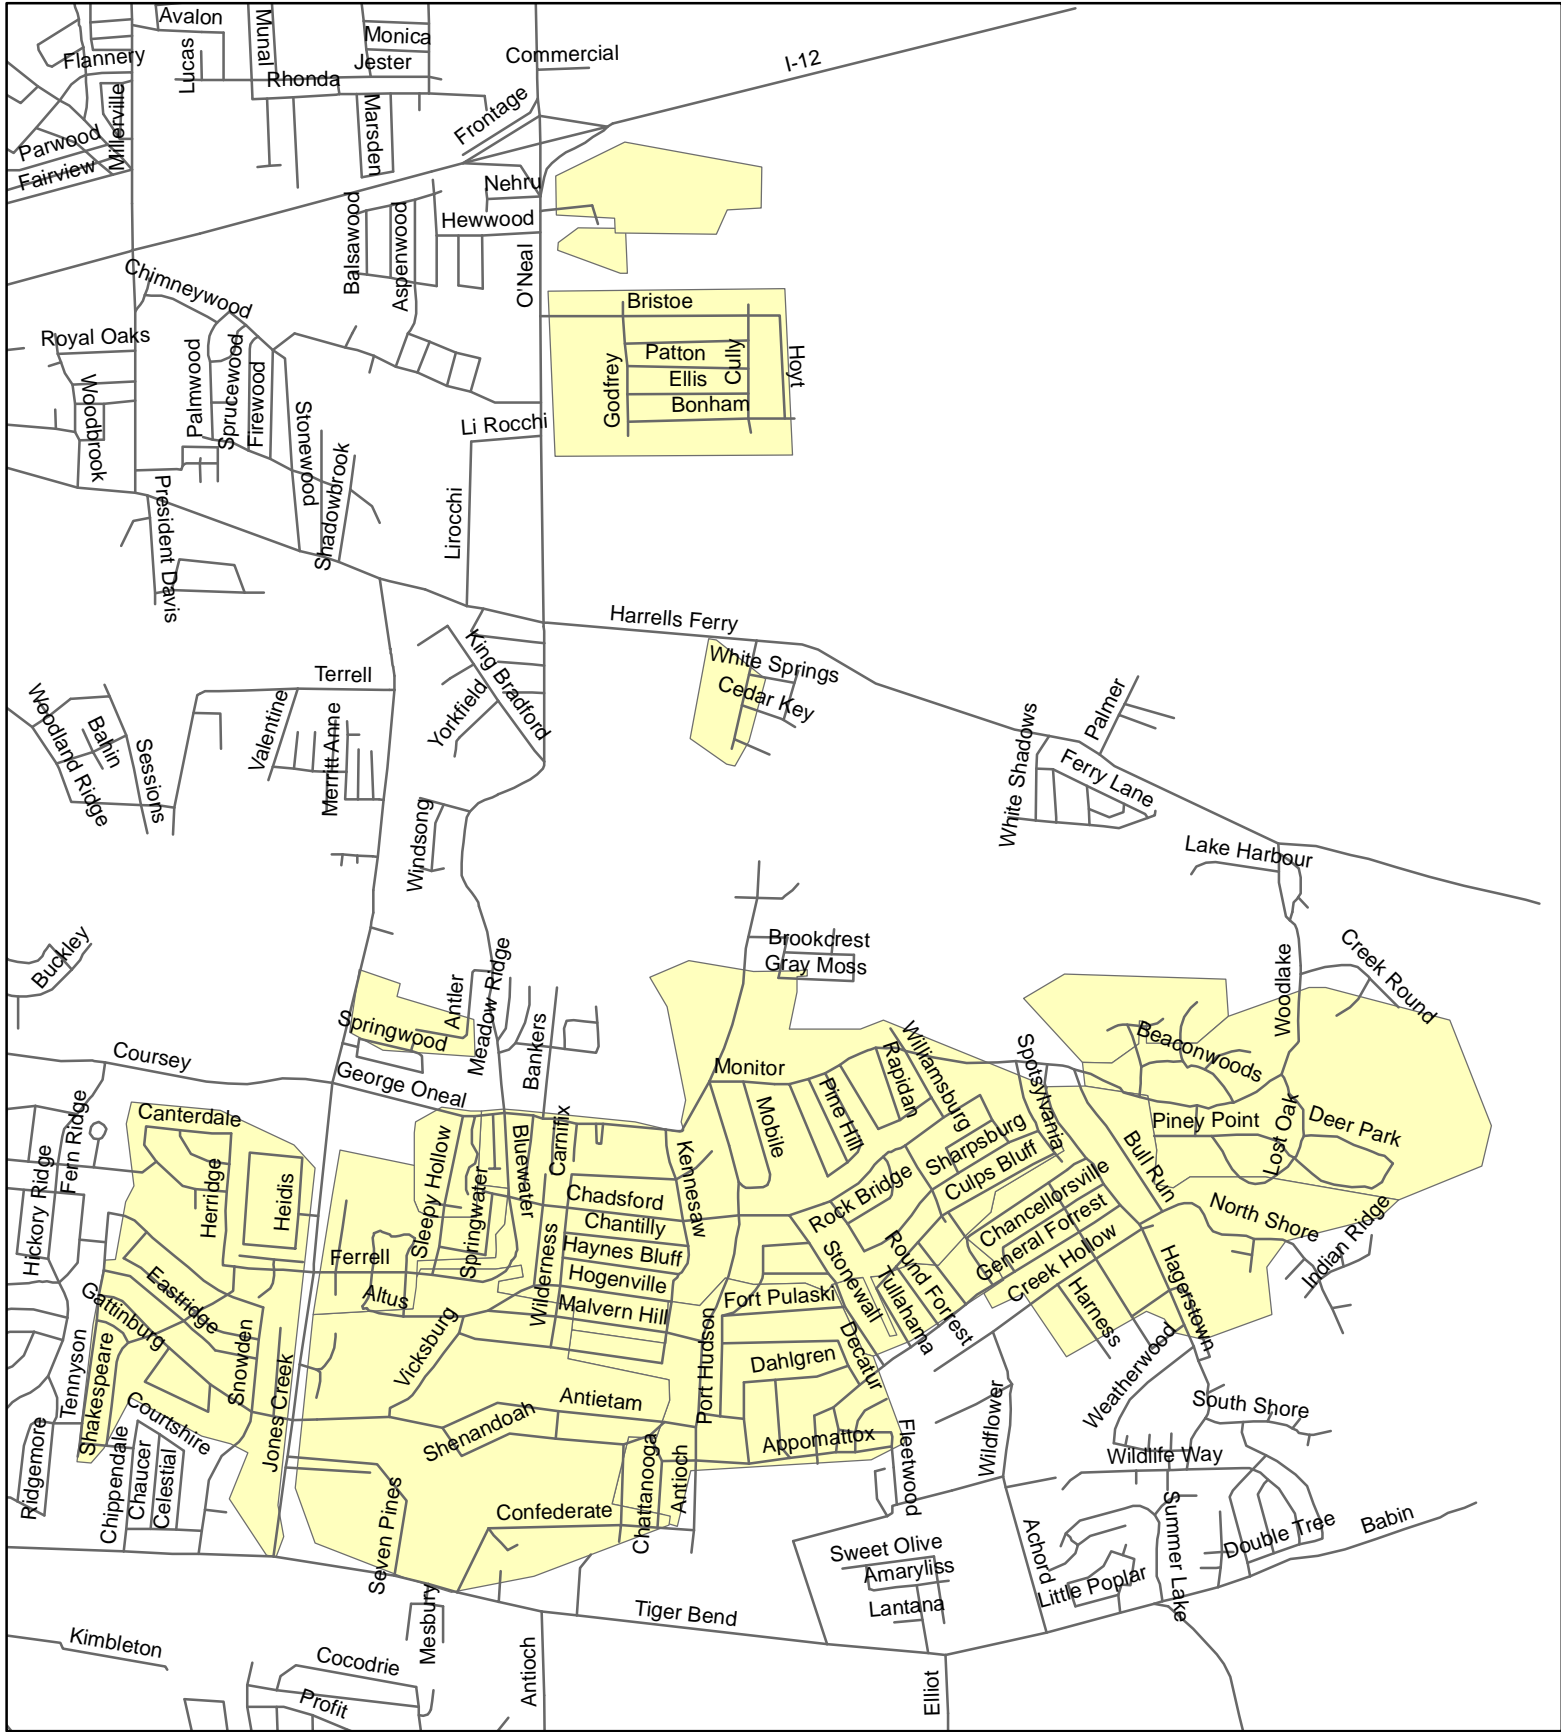 Avalon
Munal
Monica
Flannery
Lucas
Jester
Commercial
I-12
Rhonda
Millerville
Marsden
Frontage
Parwood
Fairview
Nehru
Hewwood
Balsawood
Aspenwood
O'Neal
Chimneywood
Bristoe
Royal Oaks
Palmwood
Sprucewood
Firewood
Patton
Cully
Hoyt
Godfrey
Ellis
Bonham
Woodbrook
Stonewood
Li Rocchi
Shadowbrook
President Davis
Lirocchi
Harrells Ferry
King Bradford
White Springs
Cedar Key
Terrell
Yorkfield
Palmer
Woodland Ridge
Bahin
Sessions
Valentine
Merritt Anne
White Shadows
Ferry Lane
Windsong
Lake Harbour
Buckley
Brookcrest
Gray Moss
Woodlake
Creek Round
Antler
Meadow Ridge
Springwood
Bankers
Beaconwoods
Coursey
George Oneal
Monitor
Williamsburg
Rapidan
Spotsylvania
Pine Hill
Mobile
Fern Ridge
Canterdale
Sleepy Hollow
Bluewater
Carnifix
Kennesaw
Sharpsburg
Culps Bluff
Bull Run
Piney Point
Lost Oak
Deer Park
Hickory Ridge
Herridge
Heidis
Springwater
Chadsford
Chantilly
Haynes Bluff
Hogenville
Malvern Hill
Wilderness
Rock Bridge
Chancellorsville
General Forrest
Creek Hollow
North Shore
Indian Ridge
Ferrell
Altus
Eastridge
Gattinburg
Stonewall
Round Forrest
Tullahama
Hagerstown
Harness
Fort Pulaski
Tennyson
Shakespeare
Snowden
Vicksburg
Port Hudson
Decatur
Dahlgren
Weatherwood
Jones Creek
Courtshire
Antietam
Shenandoah
Appomattox
Fleetwood
Wildflower
South Shore
Wildlife Way
Ridgemore
Chippendale
Chaucer
Celestial
Chattanooga
Antioch
Seven Pines
Confederate
Achord
Summer Lake
Double Tree
Babin
Sweet Olive
Amaryliss
Lantana
Little Poplar
Mesbury
Tiger Bend
Kimbleton
Cocodrie
Profit
Antioch
Elliot